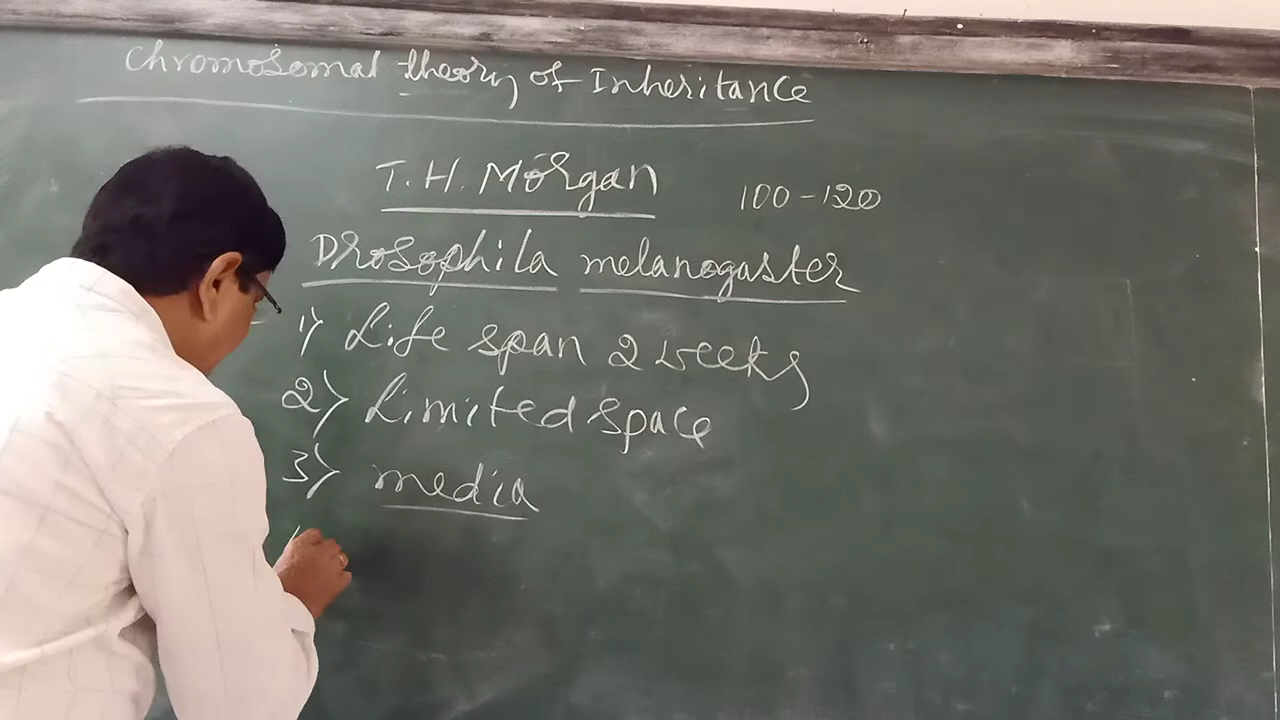 Chromosomal theory of Inheritance
T.H. Morgan 100-120
Drosophila melanogaster
1) Life span 2 weeks
2) Limited space
3) media